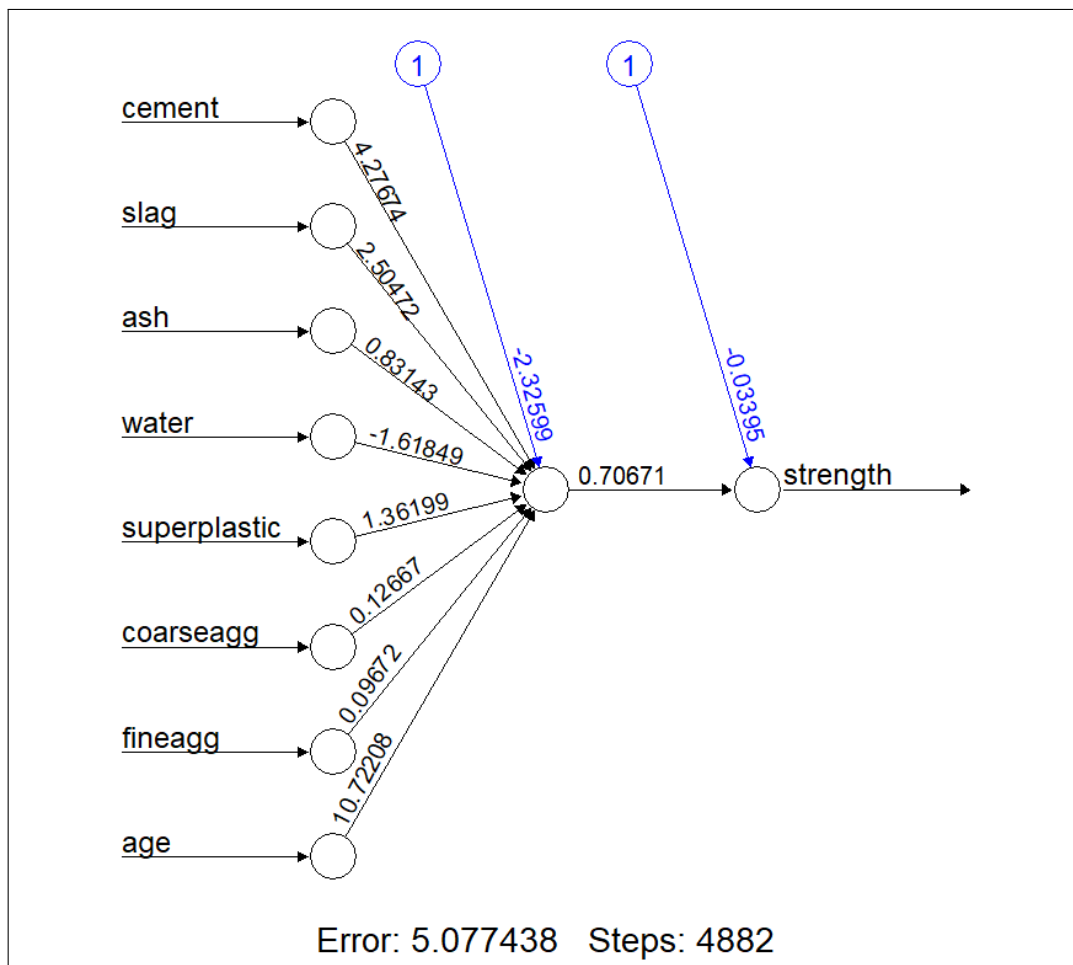 1
1
cement
4.27674
slag
2.50472
ash
0.83143
water
-1.61849
-2.32599
-0.03395
0.70671
strength
superplastic
1.36199
coarseagg
0.12667
fineagg
0.09672
age
10.72208
Error: 5.077438 Steps: 4882